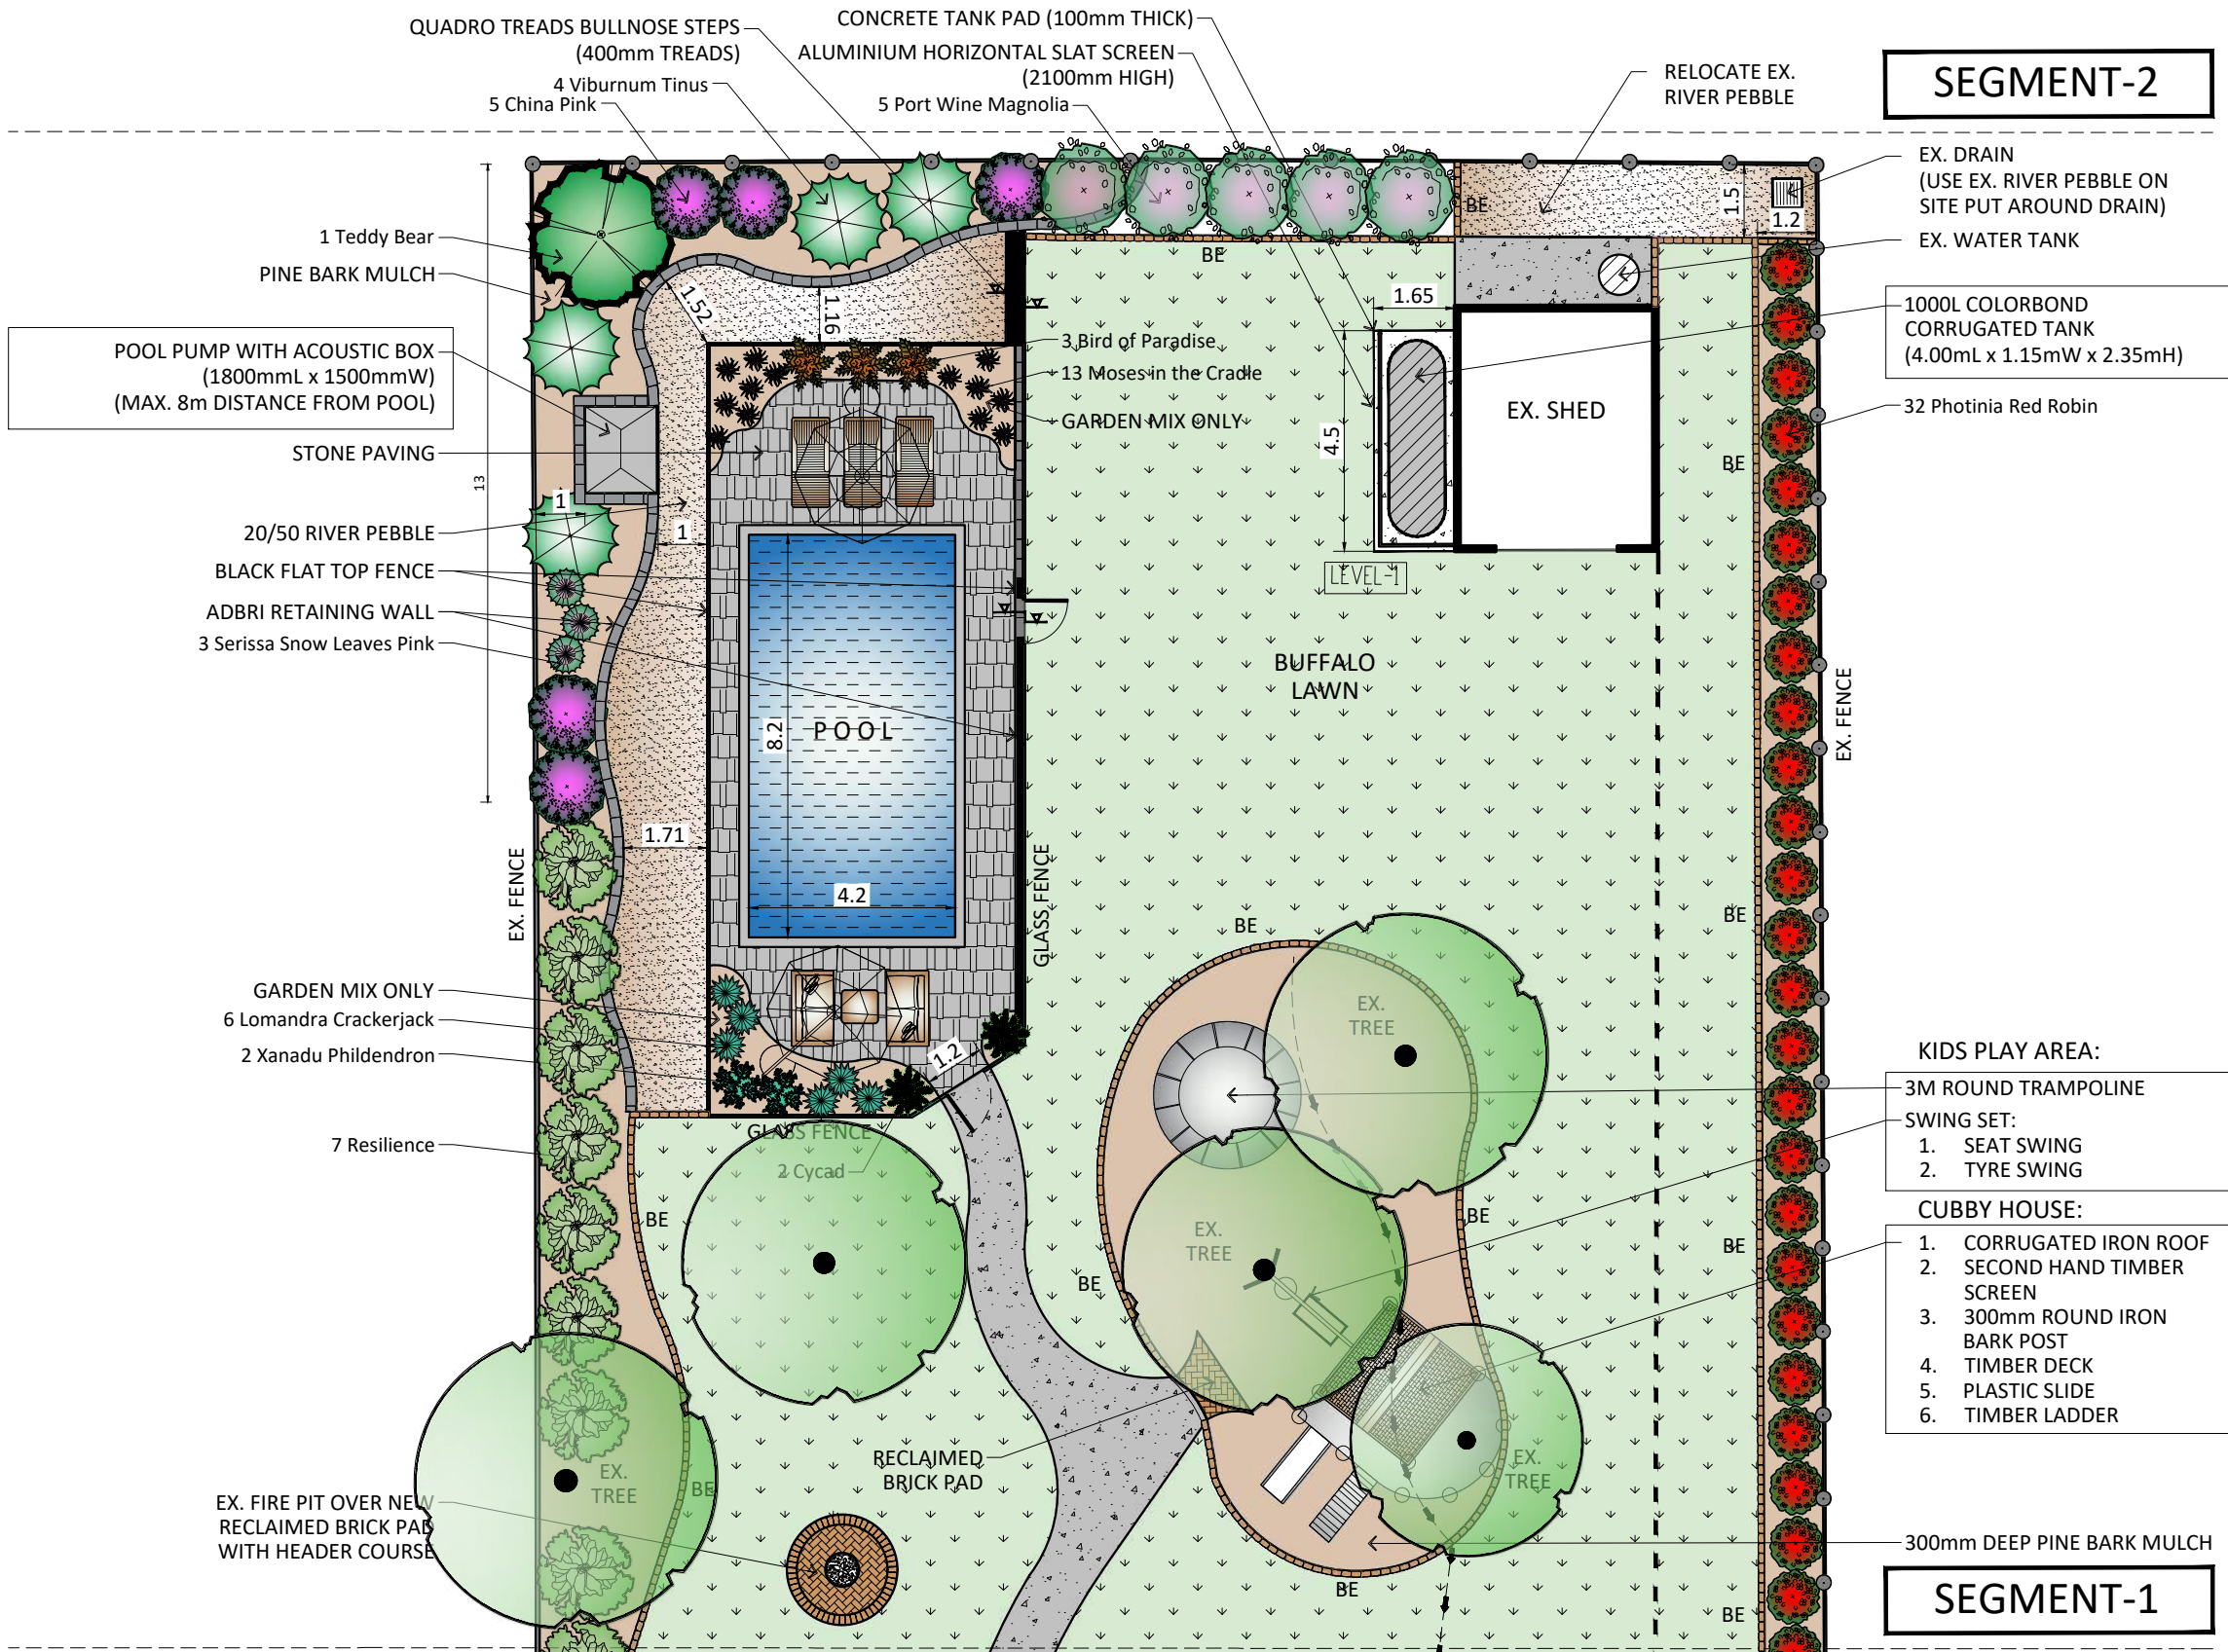 QUADRO TREADS BULLNOSE STEPS
(400mm TREADS)
4 Viburnum Tinus
5 China Pink
CONCRETE TANK PAD (100mm THICK)
ALUMINIUM HORIZONTAL SLAT SCREEN
(2100mm HIGH)
5 Port Wine Magnolia
RELOCATE EX.
RIVER PEBBLE
SEGMENT-2
EX. DRAIN
(USE EX. RIVER PEBBLE ON
SITE PUT AROUND DRAIN)
EX. WATER TANK
1000L COLORBOND
CORRUGATED TANK
(4.00mL x 1.15mW x 2.35mH)
32 Photinia Red Robin
1 Teddy Bear
PINE BARK MULCH
POOL PUMP WITH ACOUSTIC BOX
(1800mmL x 1500mmW)
(MAX. 8m DISTANCE FROM POOL)
STONE PAVING
20/50 RIVER PEBBLE
BLACK FLAT TOP FENCE
ADBRI RETAINING WALL
3 Serissa Snow Leaves Pink
13
1.52
1.16
1
1
1.71
3 Bird of Paradise
13 Moses in the Cradle
GARDEN MIX ONLY
BE
BE
1.5
1.2
1.65
4.5
EX. SHED
LEVEL-1
BE
BUFFALO
LAWN
POOL
8.2
4.2
EX. FENCE
EX. FENCE
GLASS FENCE
BE
BE
GARDEN MIX ONLY
6 Lomandra Crackerjack
2 Xanadu Phildendron
7 Resilience
1.2
GLASS FENCE
2 Cycad
EX.
TREE
EX.
TREE
BE
BE
BE
BE
KIDS PLAY AREA:
3M ROUND TRAMPOLINE
SWING SET:
1. SEAT SWING
2. TYRE SWING
CUBBY HOUSE:
1. CORRUGATED IRON ROOF
2. SECOND HAND TIMBER
SCREEN
3. 300mm ROUND IRON
BARK POST
4. TIMBER DECK
5. PLASTIC SLIDE
6. TIMBER LADDER
RECLAIMED
BRICK PAD
EX.
TREE
EX.
TREE
BE
EX. FIRE PIT OVER NEW
RECLAIMED BRICK PAD
WITH HEADER COURSE
300mm DEEP PINE BARK MULCH
BE
BE
SEGMENT-1